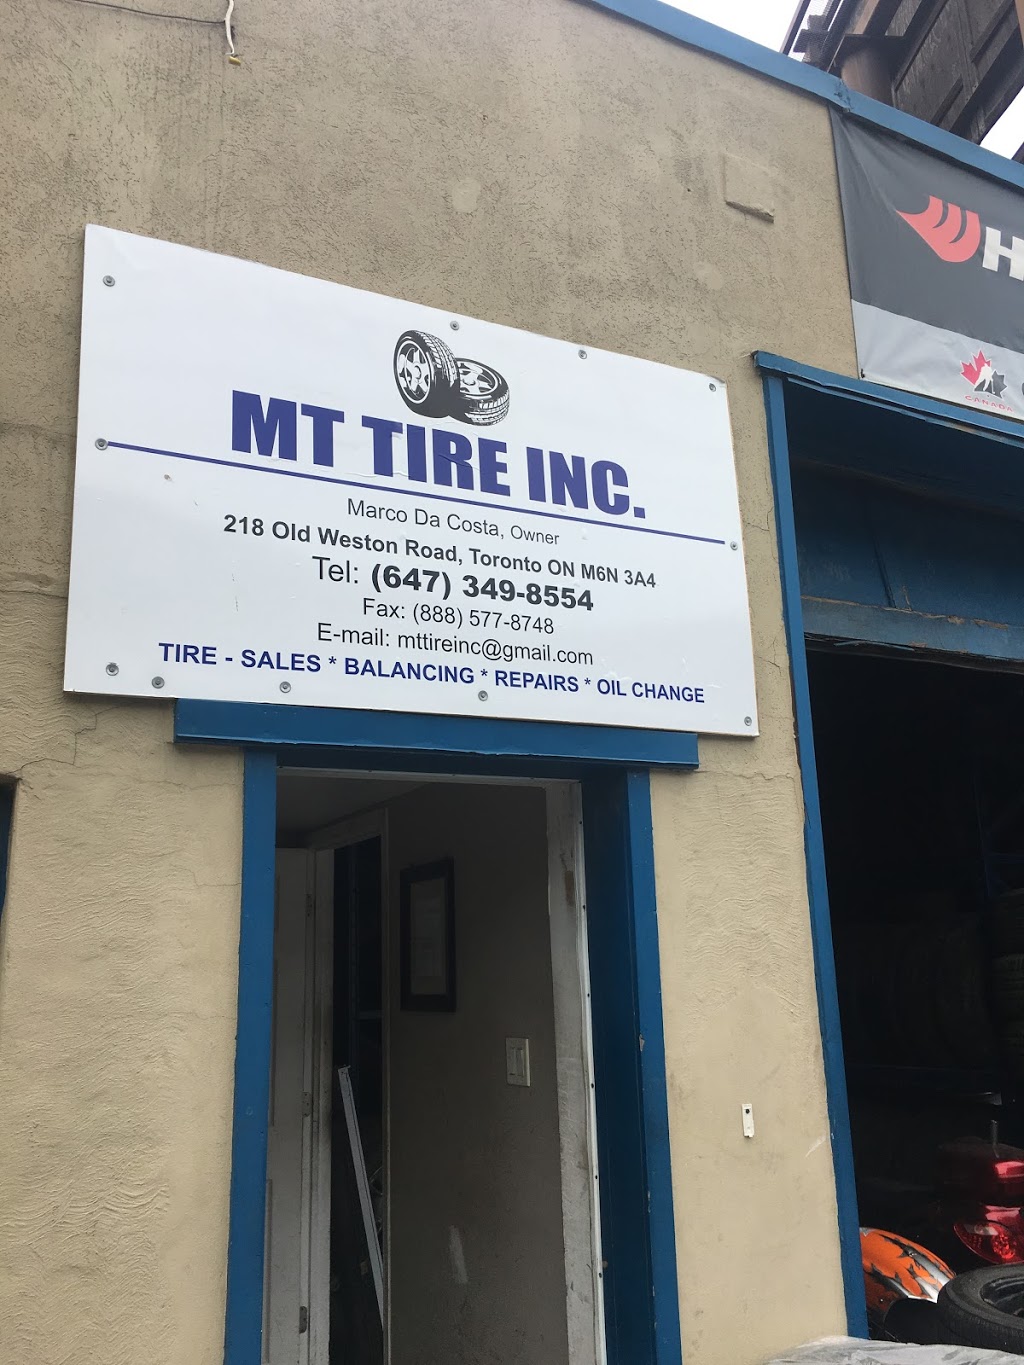 MT TIRE INC.
Marco Da Costa, Owner
218 Old Weston Road, Toronto ON M6N 3A4
Tel: (647) 349-8554
Fax: (888) 577-8748
E-mail: mttireinc@gmail.com
TIRE - SALES * BALANCING * REPAIRS * OIL CHANGE
H
CANADA